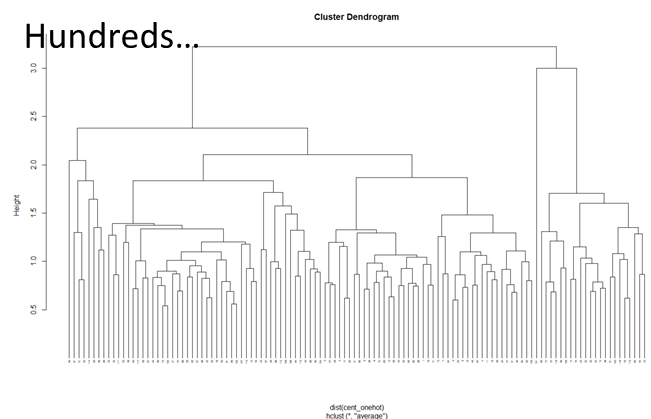 Cluster Dendrogram
Hundreds...
3.0
2.5
2.0
1.5
1.0
0.5
Height
dist(cent_onehot)
hclust (*, "average")